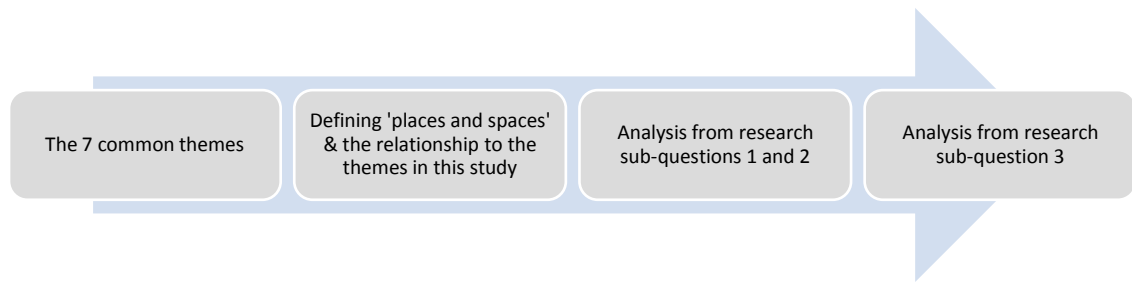 The 7 common themes
Defining 'places and spaces'
& the relationship to the
themes in this study
Analysis from research
sub-questions 1 and 2
Analysis from research
sub-question 3